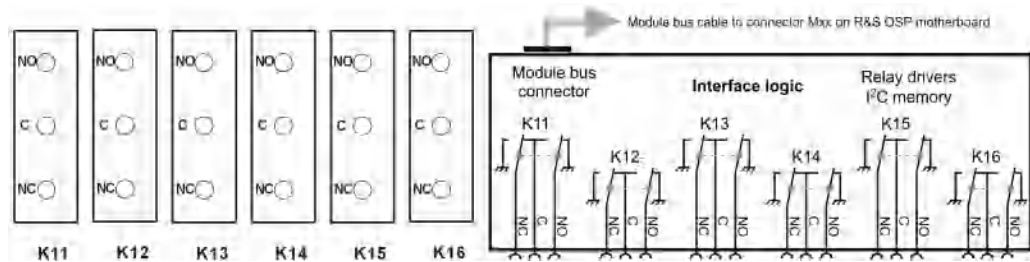 Module bus cable to connector Mxx on R&S OSP motherboard
NO NO NO NO NO NO
C C C C C C
NC NC NC NC NC NC
K11 K12 K13 K14 K15 K16
Module bus
connector
Interface logic
Relay drivers
I²C memory
K11 K13 K15
K12 K14 K16
NC C NO NC C NO NC C NO NC C NO NC C NO NC C NO